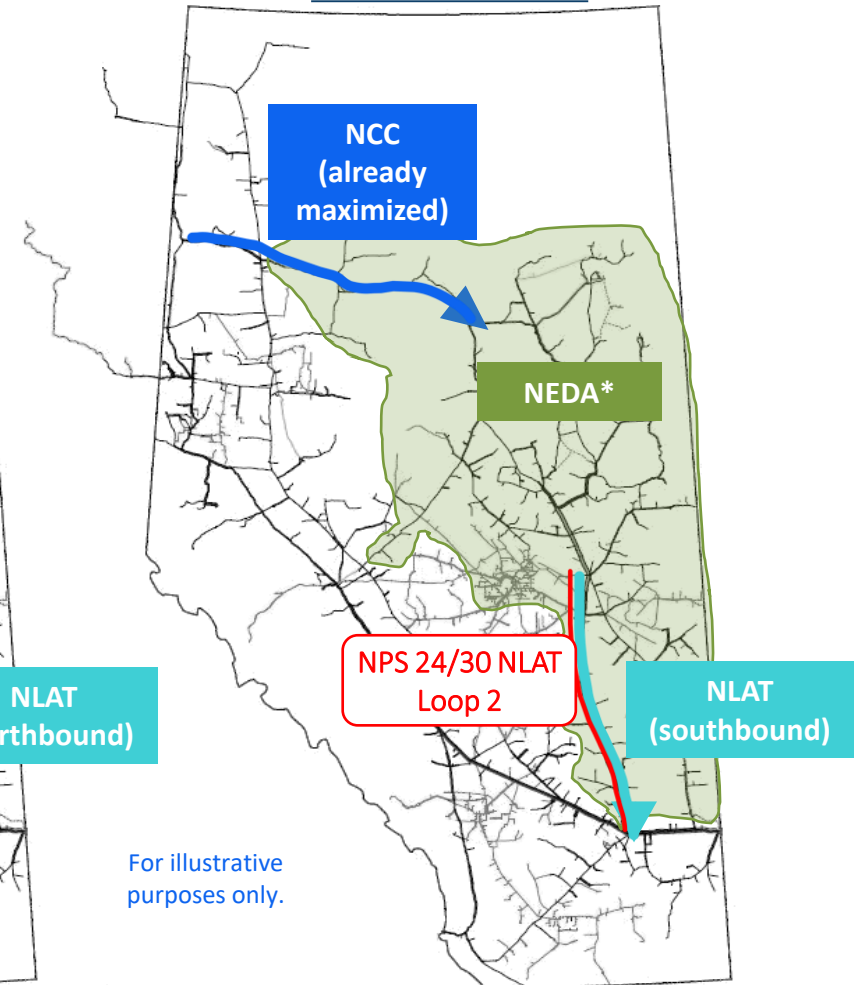 NCC
(already
maximized)
NEDA*
NPS 24/30 NLAT
Loop 2
NLAT
(southbound)
NLAT
rthbound)
For illustrative
purposes only.